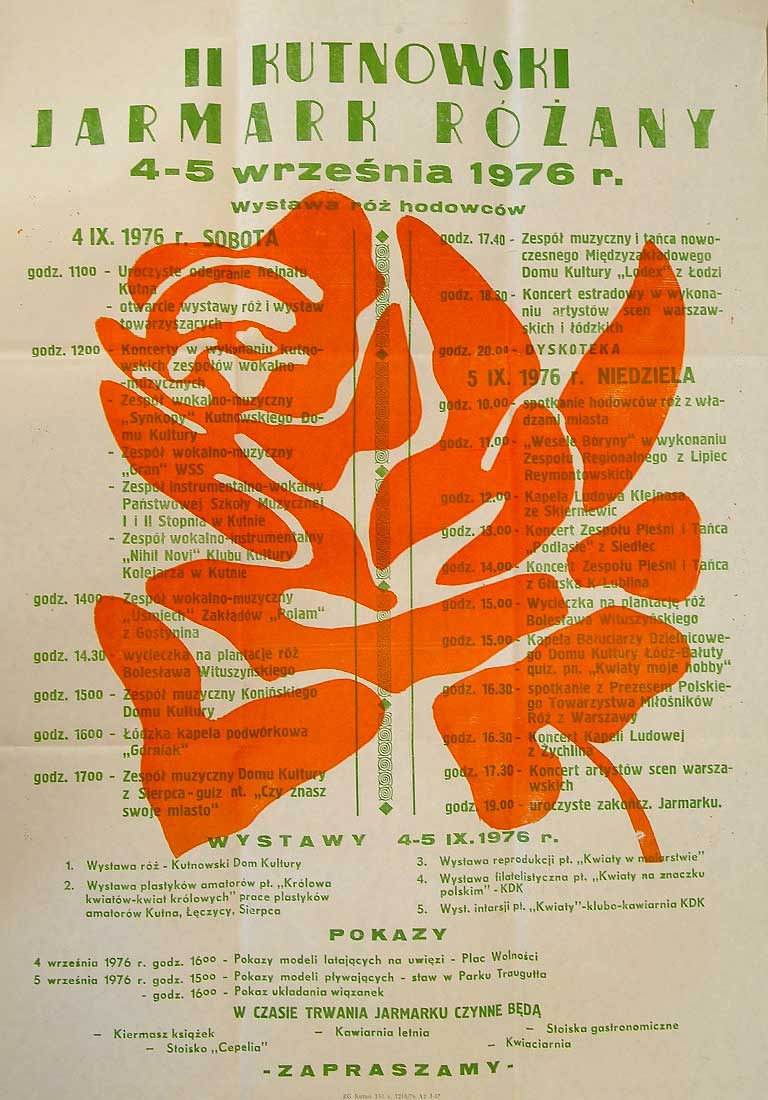 II KUTNOWSKI
JARMARK RÓŻANY
4-5 września 1976 r.
Wystawa róż hodowców
4 IX. 1976 r. SOBOTA
godz. 1100 - Uroczyste odegranie hejnału
Kutna
- otwarcie wystawy róż i wystaw
towarzyszących
godz. 1200 - Koncerty w wykonaniu kutno-
wskich zespołów wokalno
-muzycznych
- Zespół wokalno-muzyczny
„Synkopy" Kutnowskiego Do-
mu Kultury
- Zespół wokalno-muzyczny
„Gran" WSS
- Zespół instrumentalno-wokalny
Państwowej Szkoły Muzycznej
I i II Stopnia w Kutnie
- Zespół wokalno-instrumentalny
„Nihil Novi" Klubu Kultury
Kolejarza w Kutnie
godz. 1400 - Zespół wokalno-muzyczny
„Uśmiech" Zakładów „Polam"
z Gostynina
godz. 14.30 - wycieczka na plantacje róż
Bolesława Wituszyńskiego
godz. 1500 - Zespół muzyczny Konińskiego
Domu Kultury
godz. 1600 - Łódzka kapela podwórkowa
„Górniak"
godz. 1700 - Zespół muzyczny Domu Kultury
z Sierpca - quiz nt. „Czy znasz
swoje miasto"
godz. 17.40 - Zespół muzyczny i tańca nowo-
czesnego Międzyzakładowego
Domu Kultury „Lodex" z Łodzi
godz. 18.30 - Koncert estradowy w wykona-
niu artystów scen warszaw-
skich i łódzkich
godz. 20.00 - DYSKOTEKA
5 IX. 1976 r. NIEDZIELA
godz. 10.00 - spotkanie hodowców róż z wła-
dzami miasta
godz. 11.00 - „Wesele Boryny" w wykonaniu
Zespołu Regionalnego z Lipiec
Reymontowskich
godz. 12.00 - Kapela Ludowa Klejnasa
ze Skierniewic
godz. 13.00 - Koncert Zespołu Pieśni i Tańca
„Podlasie" z Siedlec
godz. 14.00 - Koncert Zespołu Pieśni i Tańca
z Głuska k/Lublina
godz. 15.00 - Wycieczka na plantację róż
Bolesława Wituszyńskiego
godz. 15.00 - Kapela Bałuciarzy Dzielnicowe-
go Domu Kultury Łódź-Bałuty
- quiz. pn. „Kwiaty moje hobby"
godz. 16.30 - spotkanie z Prezesem Polskie-
go Towarzystwa Miłośników
Róż z Warszawy
godz. 16.30 - Koncert Kapeli Ludowej
z Żychlina
godz. 17.30 - Koncert artystów scen warsza-
wskich
godz. 19.00 - uroczyste zakończ. Jarmarku.
WYSTAWY 4-5 IX.1976 r.
1. Wystawa róż - Kutnowski Dom Kultury
2. Wystawa plastyków amatorów pt. „Królowa
kwiatów-kwiat królowych" prace plastyków
amatorów Kutna, Łęczycy, Sierpca
3. Wystawa reprodukcji pt. „Kwiaty w malarstwie"
4. Wystawa filatelistyczna pt. „Kwiaty na znaczku
polskim" - KDK
5. Wyst. intarsji pt. „Kwiaty"-klubo-kawiarnia KDK
POKAZY
4 września 1976 r. godz. 1600 - Pokazy modeli latających na uwięzi - Plac Wolności
5 września 1976 r. godz. 1500 - Pokazy modeli pływających - staw w Parku Traugutta
- godz. 1600 - Pokaz układania wiązanek
W CZASIE TRWANIA JARMARKU CZYNNE BĘDĄ
- Kiermasz książek - Kawiarnia letnia - Stoiska gastronomiczne
- Stoisko „Cepelia" - Kwiaciarnia
-ZAPRASZAMY-
ZG Kutno